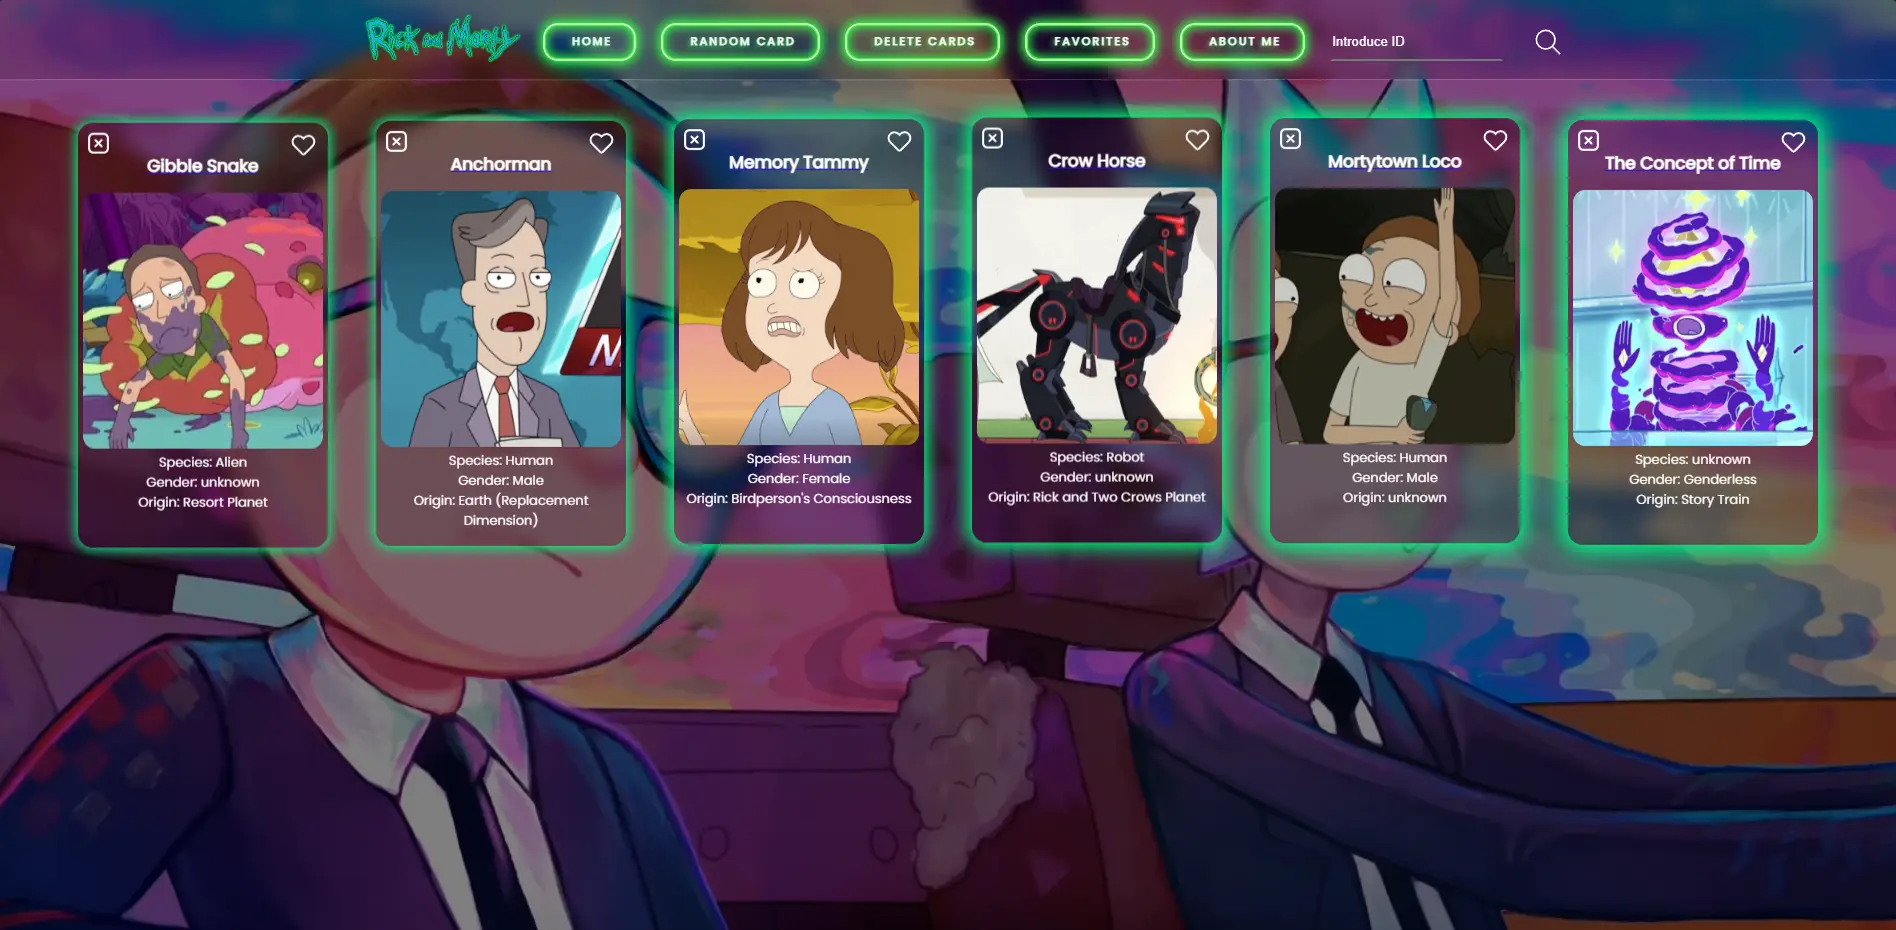 Rick and Morty
HOME
RANDOM CARD
DELETE CARDS
FAVORITES
ABOUT ME
Introduce ID
Gibble Snake
Species: Alien
Gender: unknown
Origin: Resort Planet
Anchorman
N
Species: Human
Gender: Male
Origin: Earth (Replacement
Dimension)
Memory Tammy
Species: Human
Gender: Female
Origin: Birdperson's Consciousness
Crow Horse
Species: Robot
Gender: unknown
Origin: Rick and Two Crows Planet
Mortytown Loco
Species: Human
Gender: Male
Origin: unknown
The Concept of Time
Species: unknown
Gender: Genderless
Origin: Story Train